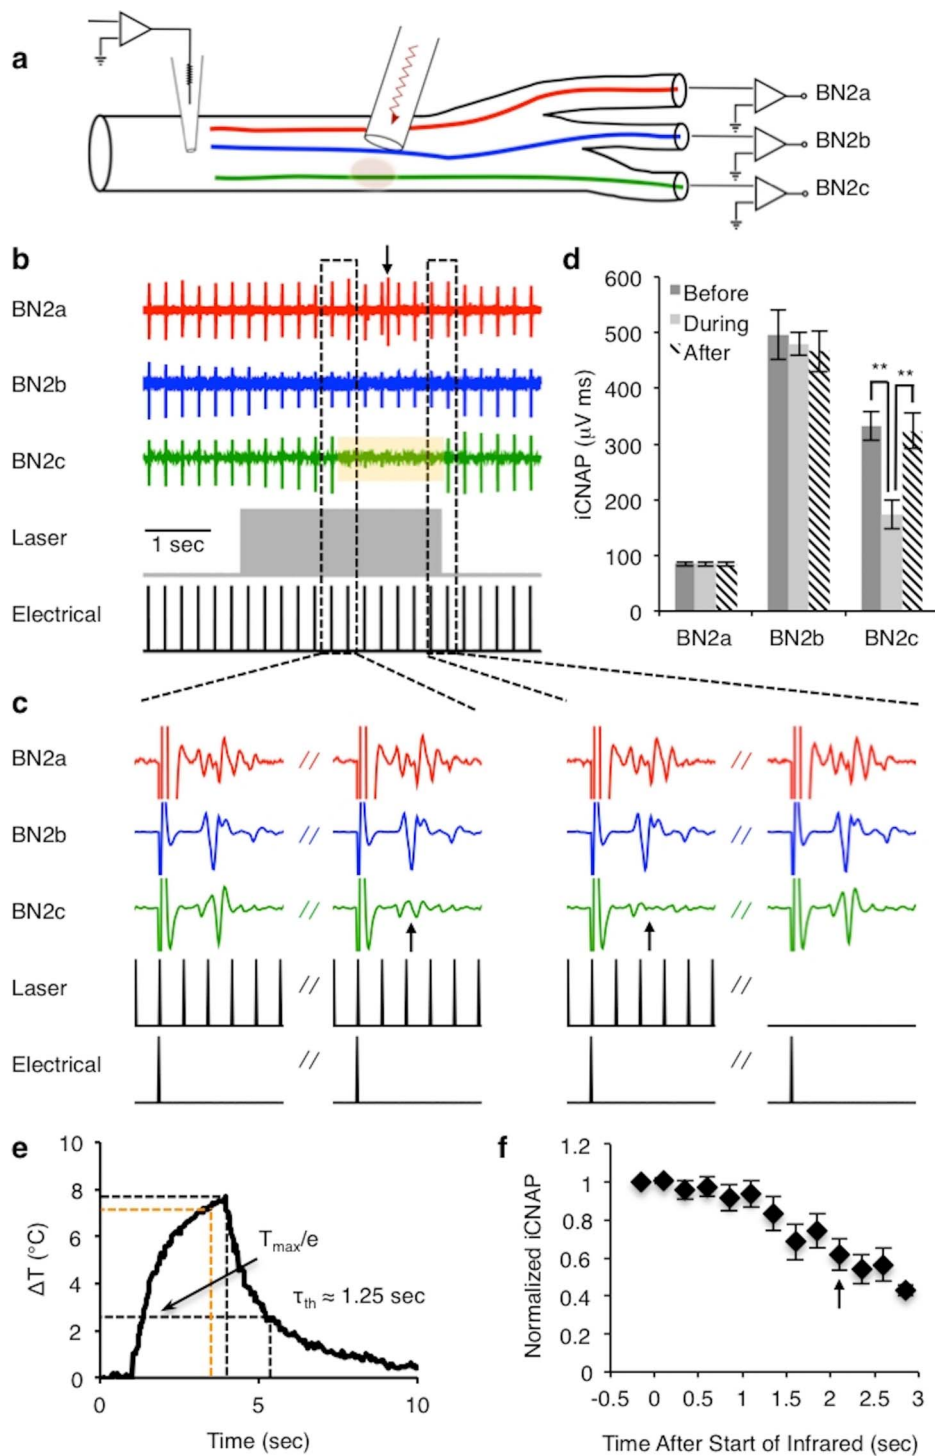 a
BN2a
BN2b
BN2c
b
BN2a
BN2b
BN2c
Laser
1 sec
Electrical
d
600
500
400
300
200
100
0
iCNAP (µV ms)
Before
During
After
** **
BN2a BN2b BN2c
c
BN2a // //
BN2b // //
BN2c // //
Laser // //
Electrical // //
e
10
8
6
4
2
0
ΔT (°C)
Tmax/e
τth ≈ 1.25 sec
0 5 10
Time (sec)
f
1.2
1
0.8
0.6
0.4
0.2
0
Normalized iCNAP
-0.5 0 0.5 1 1.5 2 2.5 3
Time After Start of Infrared (sec)